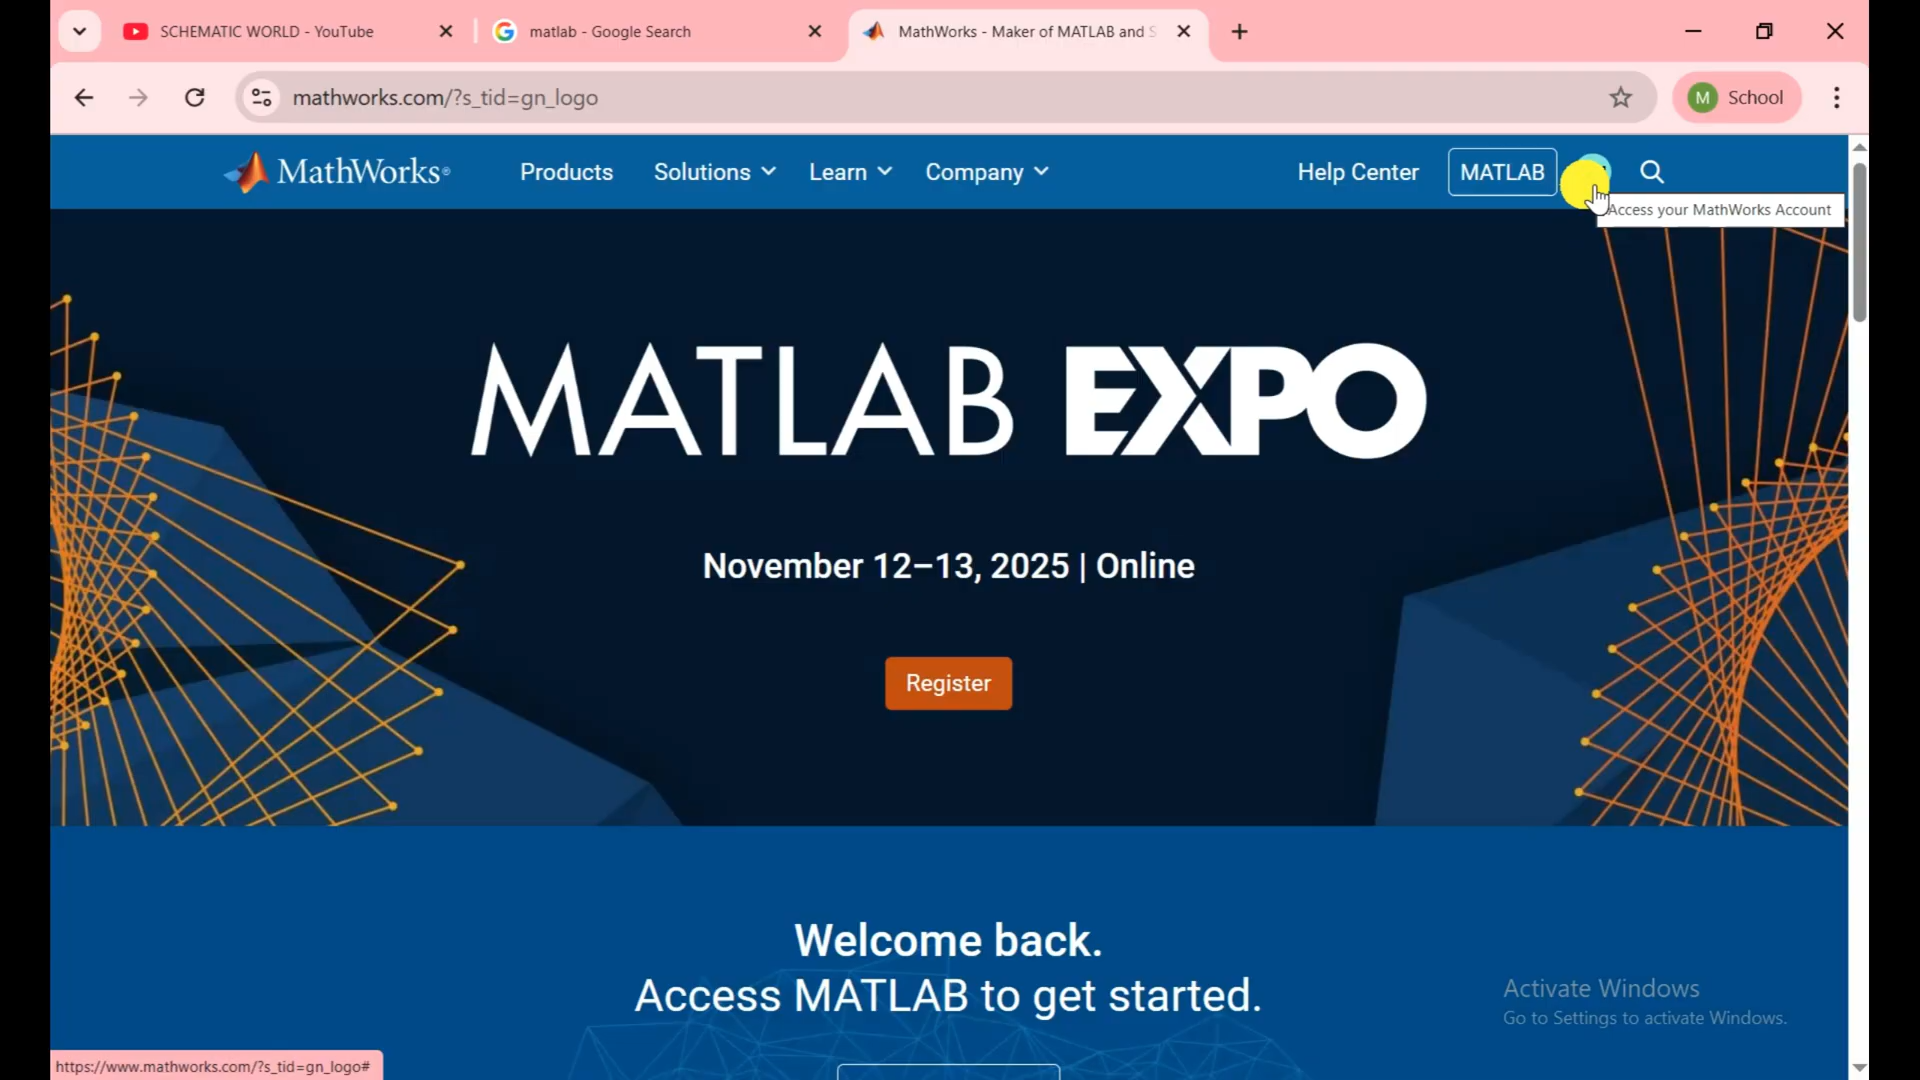 SCHEMATIC WORLD - YouTube
matlab - Google Search
MathWorks - Maker of MATLAB and S
mathworks.com/?s_tid=gn_logo
M School
MathWorks®
Products
Solutions
Learn
Company
Help Center
MATLAB
Access your MathWorks Account
MATLAB EXPO
November 12–13, 2025 | Online
Register
Welcome back.
Access MATLAB to get started.
Activate Windows
Go to Settings to activate Windows.
https://www.mathworks.com/?s_tid=gn_logo#